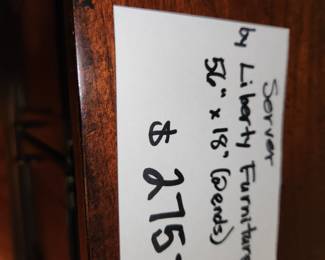 Server
by Liberty Furniture
56" x 18" (@ends)
$ 275